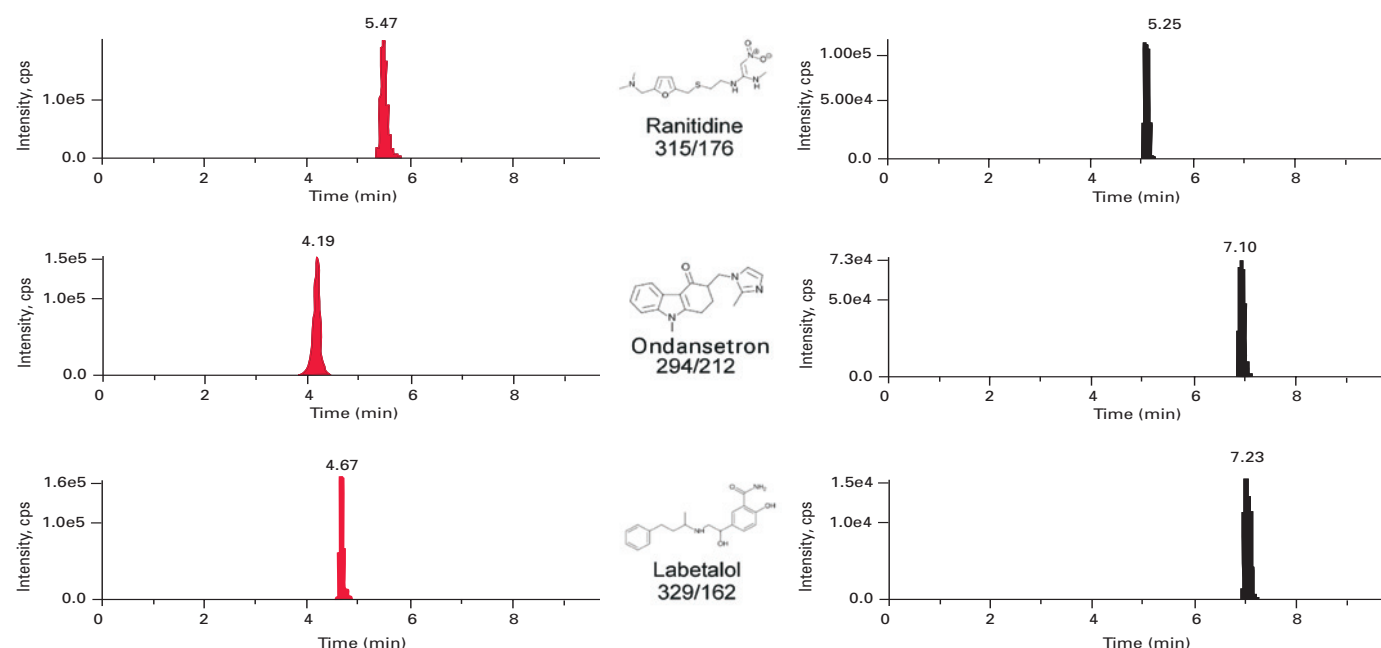 5.47
Intensity, cps
1.0e5
0.0
0 2 4 6 8
Time (min)
N
O
S
N
H
O
N⊕
O⊖
N
H
Ranitidine
315/176
5.25
Intensity, cps
1.00e5
5.00e4
0.0
0 2 4 6 8
Time (min)
4.19
Intensity, cps
1.5e5
1.0e5
0.0
0 2 4 6 8
Time (min)
O
N
N
N
Ondansetron
294/212
7.10
Intensity, cps
7.3e4
5.0e4
0.0
0 2 4 6 8
Time (min)
4.67
Intensity, cps
1.6e5
1.0e5
0.0
0 2 4 6 8
Time (min)
O
NH₂
OH
NH
OH
Labetalol
329/162
7.23
Intensity, cps
1.5e4
1.0e4
0.0
0 2 4 6 8
Time (min)